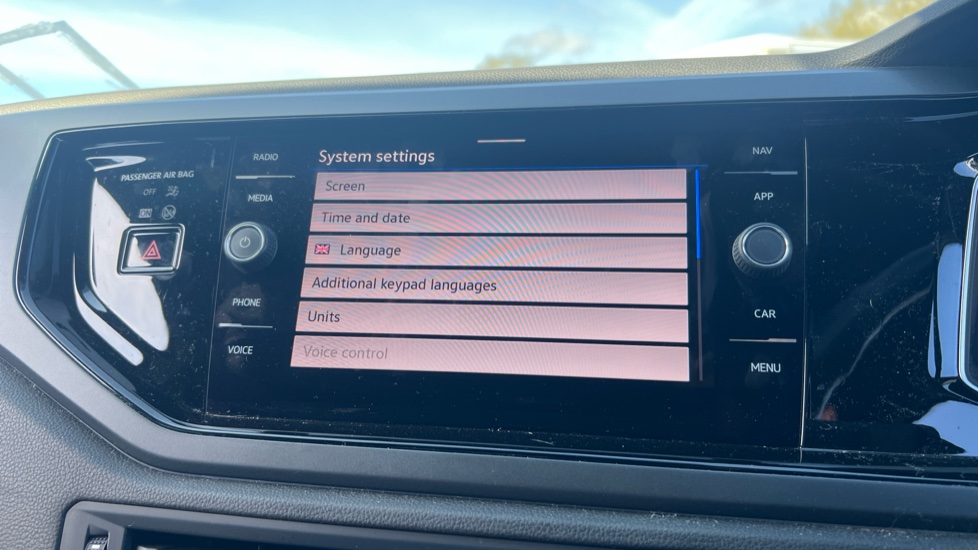 PASSENGER AIR BAG
OFF
ON
RADIO
MEDIA
PHONE
VOICE
System settings
Screen
Time and date
Language
Additional keypad languages
Units
Voice control
NAV
APP
CAR
MENU